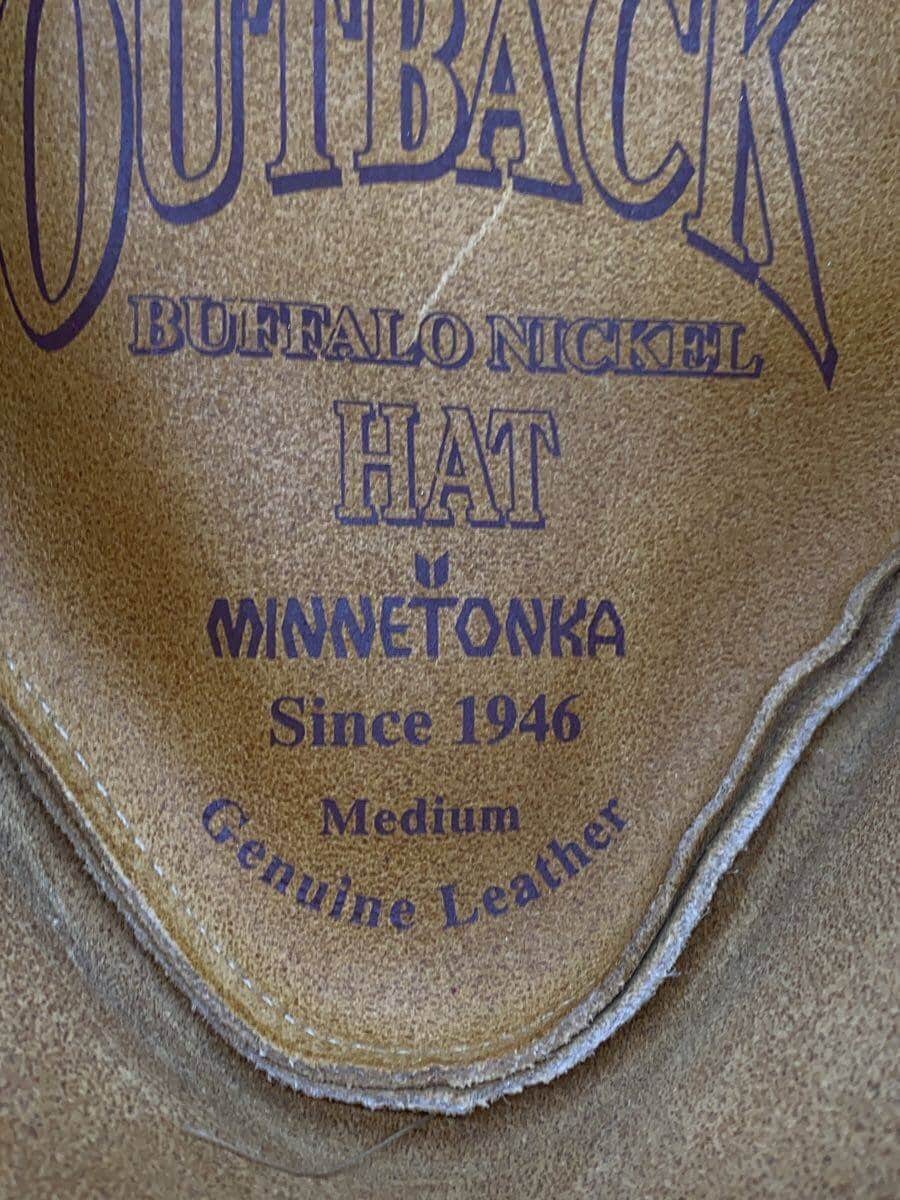 OUTBACK
BUFFALO NICKEL
HAT
MINNETONKA
Since 1946
Medium
Genuine Leather